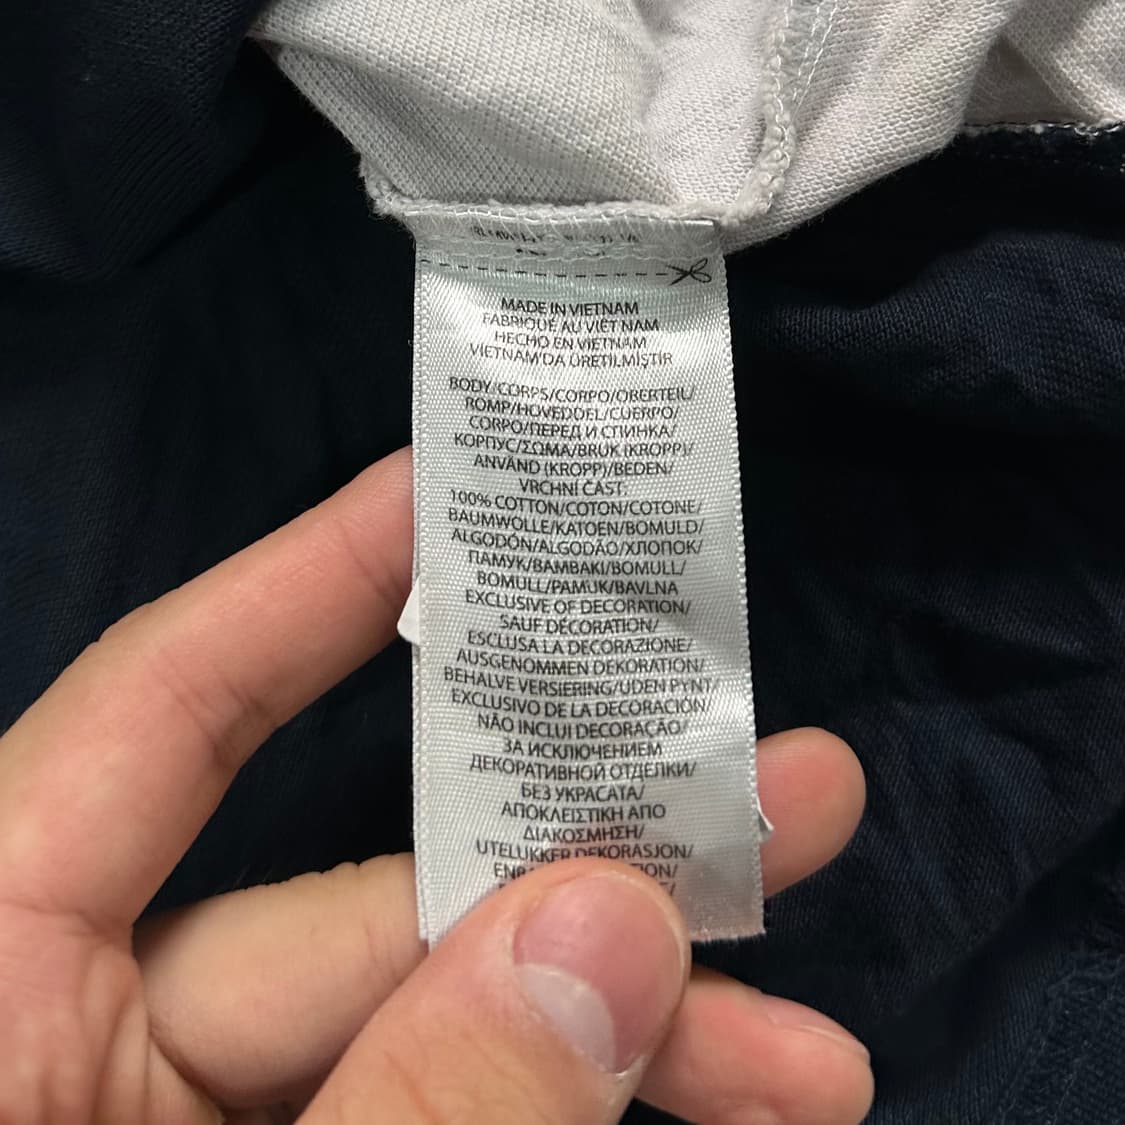 MADE IN VIETNAM
FABRIQUÉ AU VIÊT NAM
HECHO EN VIETNAM
VIETNAM'DA ÜRETİLMİŞTİR
BODY/CORPS/CORPO/OBERTEIL/
ROMP/HOVEDDEL/CUERPO/
CORPO/ПЕРЕД И СПИНКА/
КОРПУС/ΣΩΜΑ/BRUK (KROPP)/
ANVÄND (KROPP)/BEDEN/
VRCHNÍ ČÁST:
100% COTTON/COTON/COTONE/
BAUMWOLLE/KATOEN/BOMULD/
ALGODÓN/ALGODÃO/ХЛОПОК/
ПАМУК/ΒΑΜΒΑΚΙ/BOMULL/
BOMULL/PAMUK/BAVLNA
EXCLUSIVE OF DECORATION/
SAUF DÉCORATION/
ESCLUSA LA DECORAZIONE/
AUSGENOMMEN DEKORATION/
BEHALVE VERSIERING/UDEN PYNT/
EXCLUSIVO DE LA DECORACIÓN/
NÃO INCLUI DECORAÇÃO/
ЗА ИСКЛЮЧЕНИЕМ
ДЕКОРАТИВНОЙ ОТДЕЛКИ/
БЕЗ УКРАСАТА/
ΑΠΟΚΛΕΙΣΤΙΚΗ ΑΠΟ
ΔΙΑΚΟΣΜΗΣΗ/
UTELUKKER DEKORASJON/